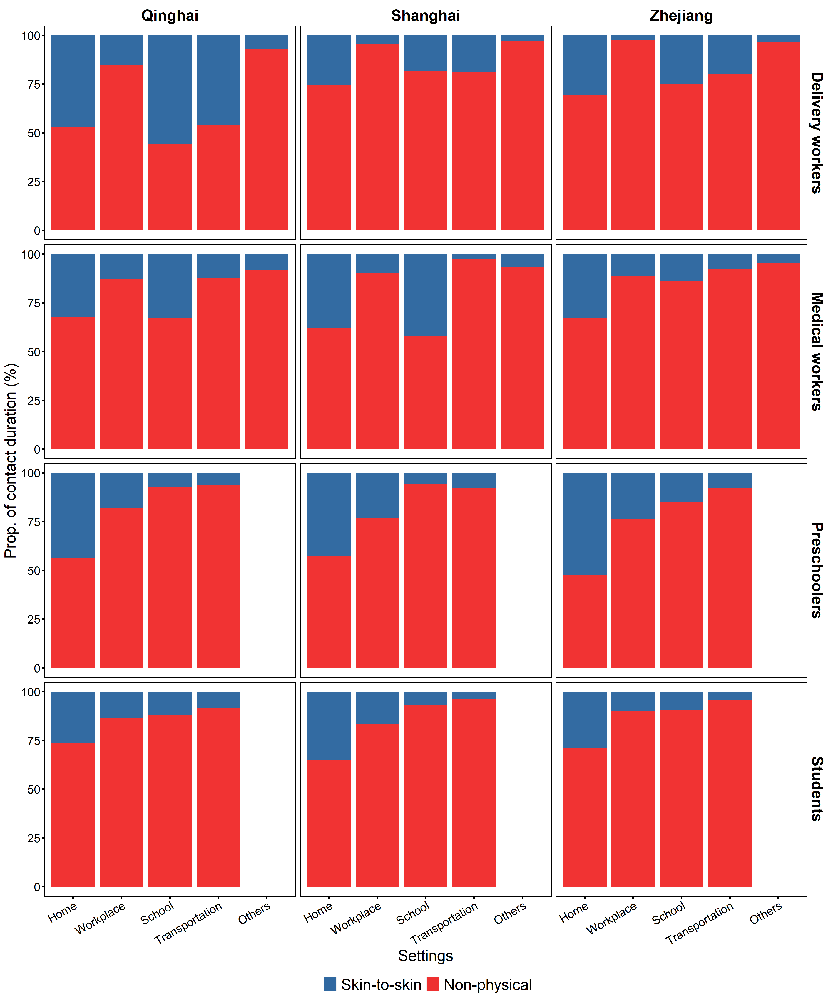 Qinghai Shanghai Zhejiang
100
75
50
25
0
Delivery workers
100
75
50
25
0
Medical workers
Prop. of contact duration (%)
100
75
50
25
0
Preschoolers
100
75
50
25
0
Students
Home Workplace School Transportation Others Home Workplace School Transportation Others Home Workplace School Transportation Others
Settings
Skin-to-skin Non-physical